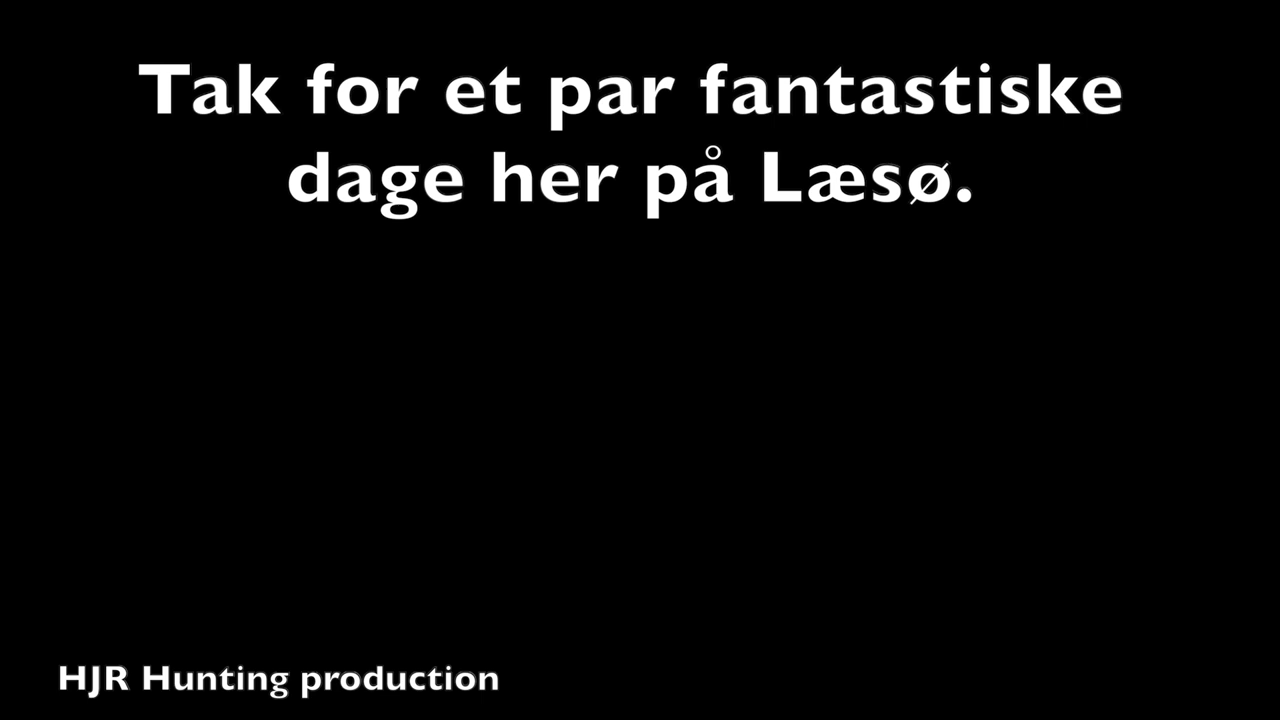 Tak for et par fantastiske
dage her på Læsø.
HJR Hunting production